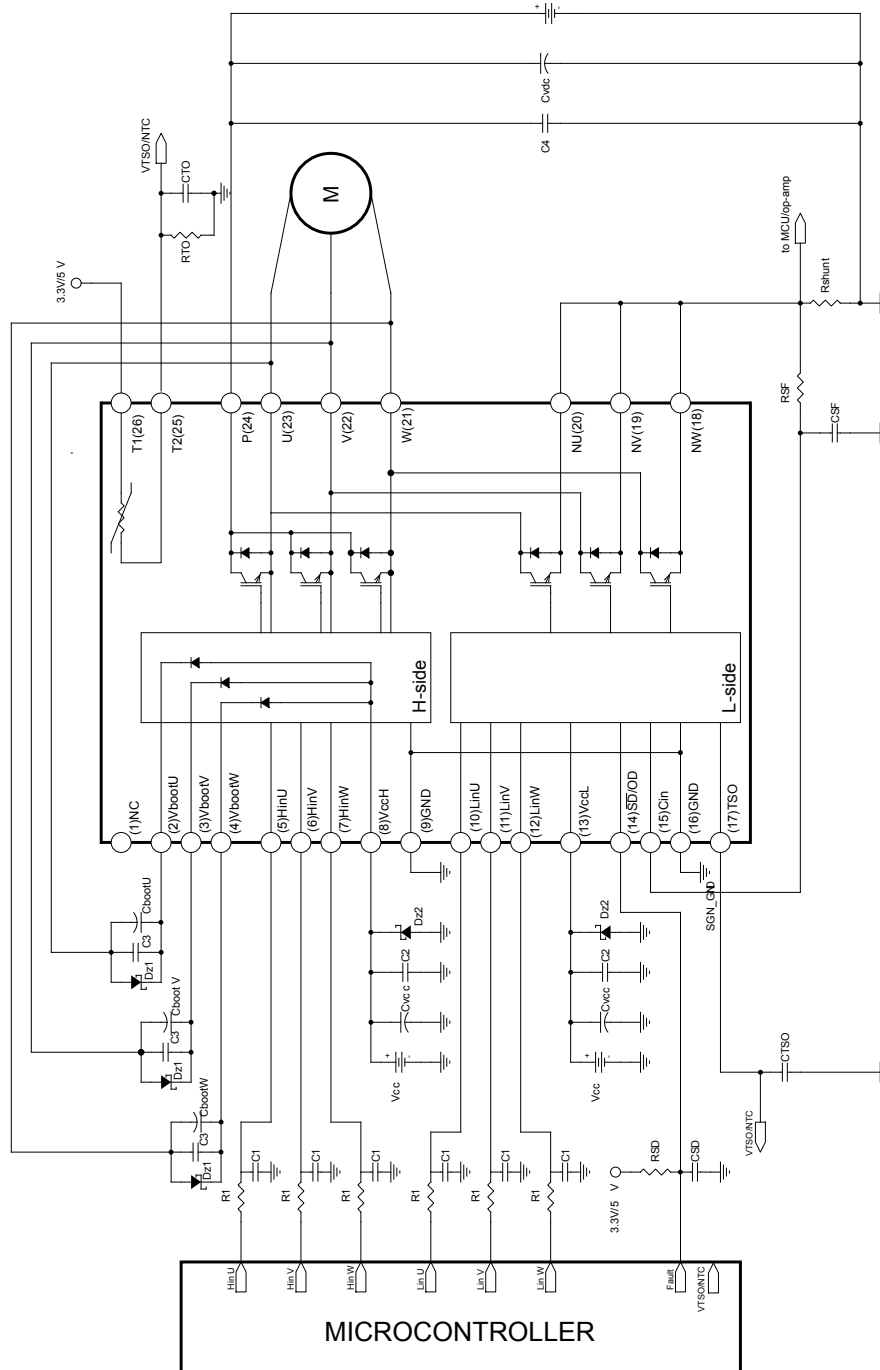 VTSO/NTC
CTO
RTO
3.3V/5 V
+
-
Cvdc
C4
M
to MCU/op-amp
Rshunt
RSF
CSF
T1(26)
T2(25)
P(24)
U(23)
V(22)
W(21)
NU(20)
NV(19)
NW(18)
H-side
L-side
(1)NC
(2)VbootU
(3)VbootV
(4)VbootW
(5)HinU
(6)HinV
(7)HinW
(8)VccH
(9)GND
(10)LinU
(11)LinV
(12)LinW
(13)VccL
(14)SD/OD
(15)Cin
(16)GND
(17)TSO
CbootU
C3
Dz1
Cboot V
C3
Dz1
CbootW
C3
Dz1
Dz2
C2
Cvc c
+
-
Vcc
Dz2
C2
Cvcc
+
-
Vcc
SGN_GND
CTSO
VTSO/NTC
R1
C1
R1
C1
R1
C1
R1
C1
R1
C1
R1
C1
3.3V/5 V
RSD
CSD
Hin U
Hin V
Hin W
Lin U
Lin V
Lin W
Fault
VTSO/NTC
MICROCONTROLLER